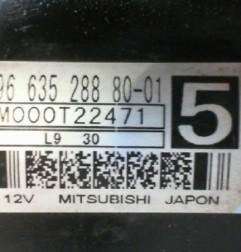 96 635 288 80-01
M000T22471
5
L9 30
12V MITSUBISHI JAPON